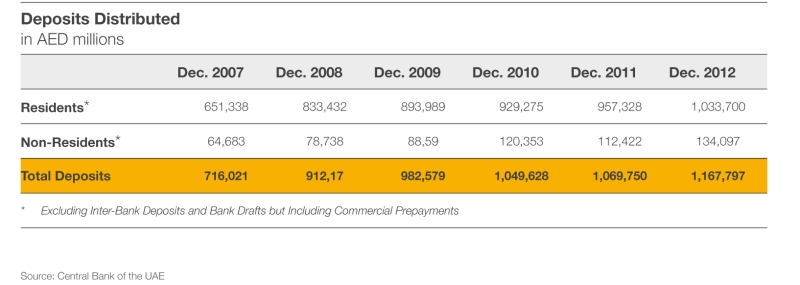 Deposits Distributed
in AED millions
Dec. 2007 Dec. 2008 Dec. 2009 Dec. 2010 Dec. 2011 Dec. 2012
Residents* 651,338 833,432 893,989 929,275 957,328 1,033,700
Non-Residents* 64,683 78,738 88,59 120,353 112,422 134,097
Total Deposits 716,021 912,17 982,579 1,049,628 1,069,750 1,167,797
* Excluding Inter-Bank Deposits and Bank Drafts but Including Commercial Prepayments
Source: Central Bank of the UAE